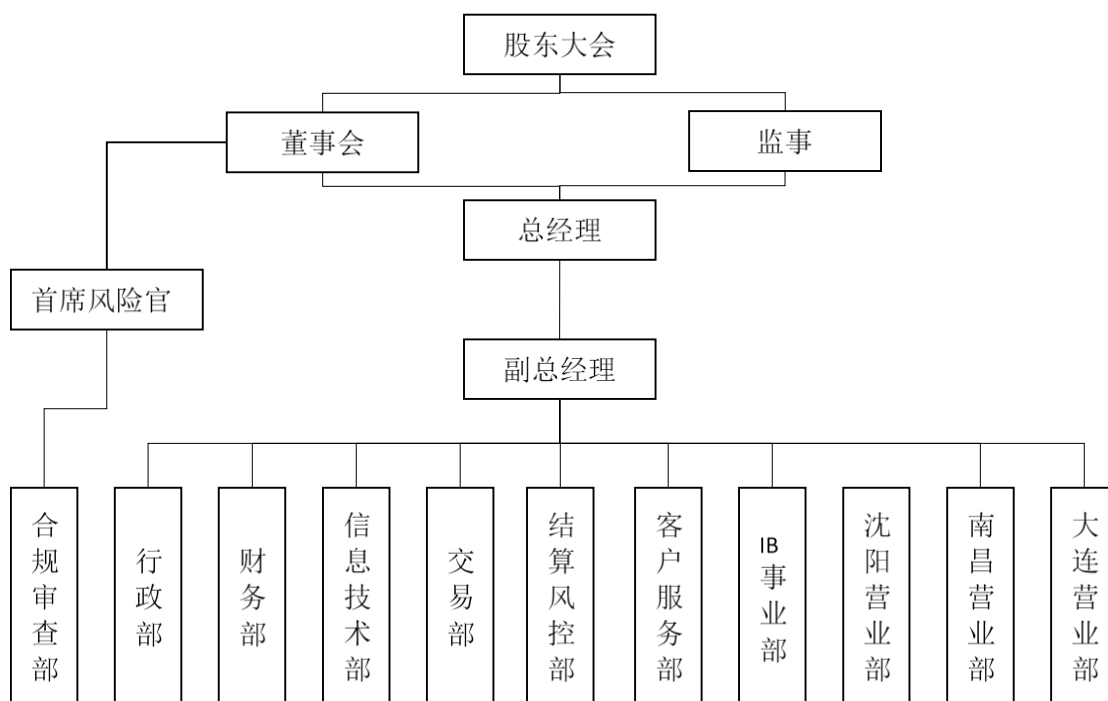 股东大会
董事会
监事
总经理
首席风险官
副总经理
合规审查部
行政部
财务部
信息技术部
交易部
结算风控部
客户服务部
IB事业部
沈阳营业部
南昌营业部
大连营业部